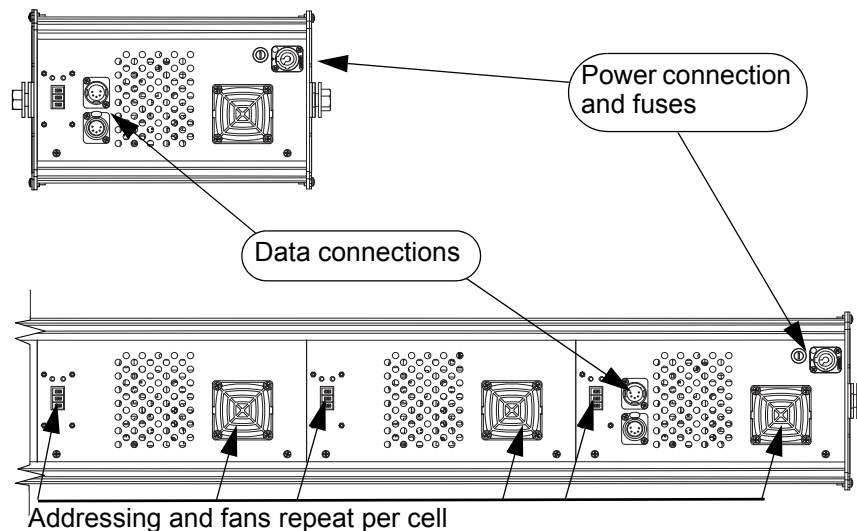 Power connection
and fuses
Data connections
Addressing and fans repeat per cell